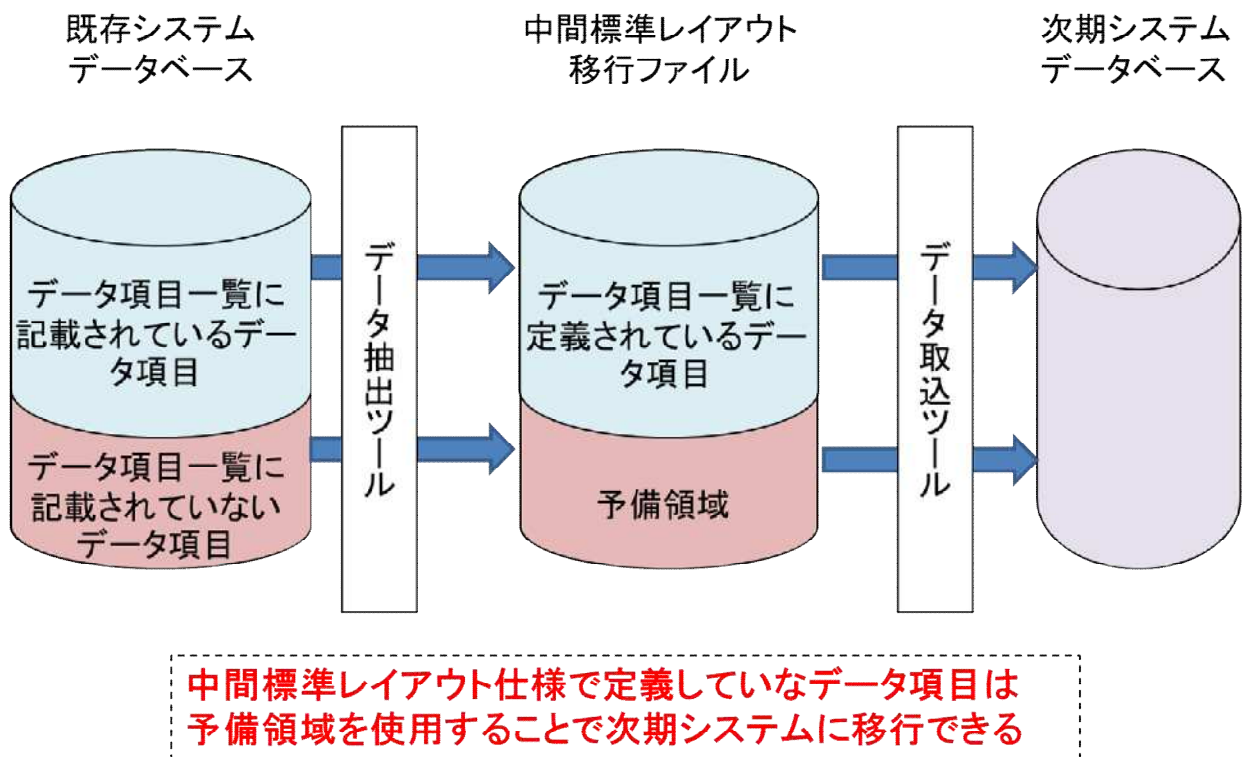 既存システム
データベース
中間標準レイアウト
移行ファイル
次期システム
データベース
データ項目一覧に
記載されているデー
タ項目
データ項目一覧に
記載されていない
データ項目
データ抽出ツール
データ項目一覧に
定義されているデー
タ項目
予備領域
データ取込ツール
中間標準レイアウト仕様で定義していなデータ項目は
予備領域を使用することで次期システムに移行できる